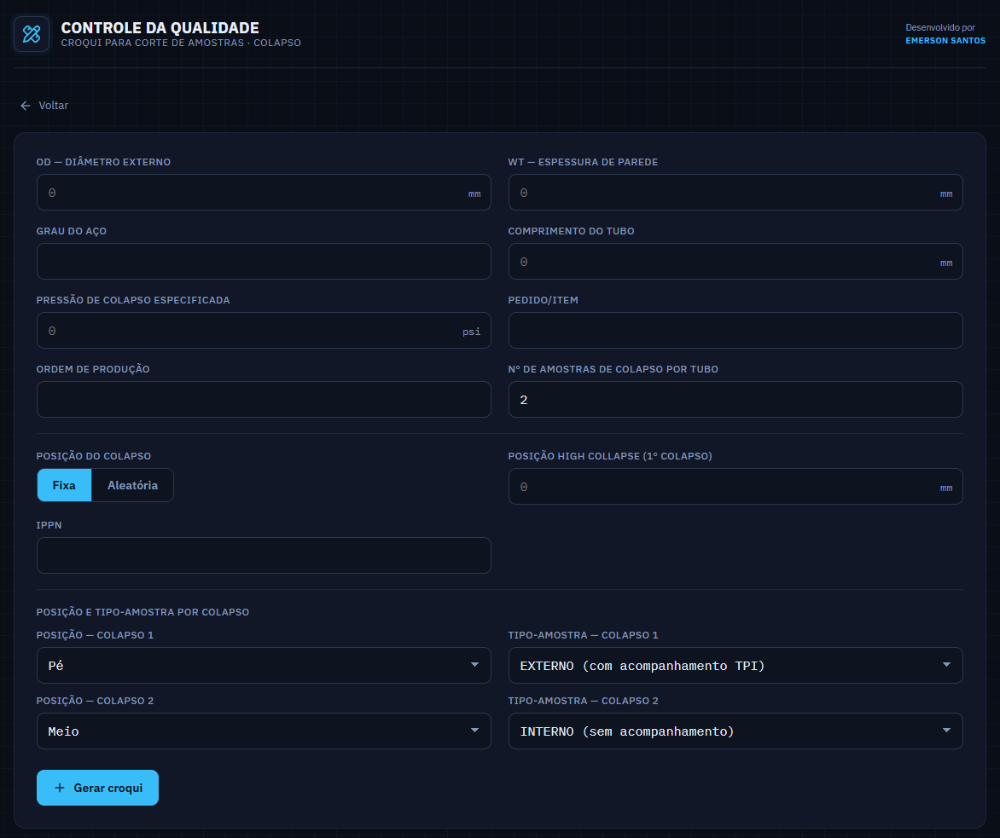 CONTROLE DA QUALIDADE
CROQUI PARA CORTE DE AMOSTRAS · COLAPSO
Desenvolvido por
EMERSON SANTOS
Voltar
OD — DIÂMETRO EXTERNO
0 mm
WT — ESPESSURA DE PAREDE
0 mm
GRAU DO AÇO
COMPRIMENTO DO TUBO
0 mm
PRESSÃO DE COLAPSO ESPECIFICADA
0 psi
PEDIDO/ITEM
ORDEM DE PRODUÇÃO
Nº DE AMOSTRAS DE COLAPSO POR TUBO
2
POSIÇÃO DO COLAPSO
Fixa Aleatória
POSIÇÃO HIGH COLLAPSE (1º COLAPSO)
0 mm
IPPN
POSIÇÃO E TIPO-AMOSTRA POR COLAPSO
POSIÇÃO — COLAPSO 1
Pé
TIPO-AMOSTRA — COLAPSO 1
EXTERNO (com acompanhamento TPI)
POSIÇÃO — COLAPSO 2
Meio
TIPO-AMOSTRA — COLAPSO 2
INTERNO (sem acompanhamento)
+ Gerar croqui